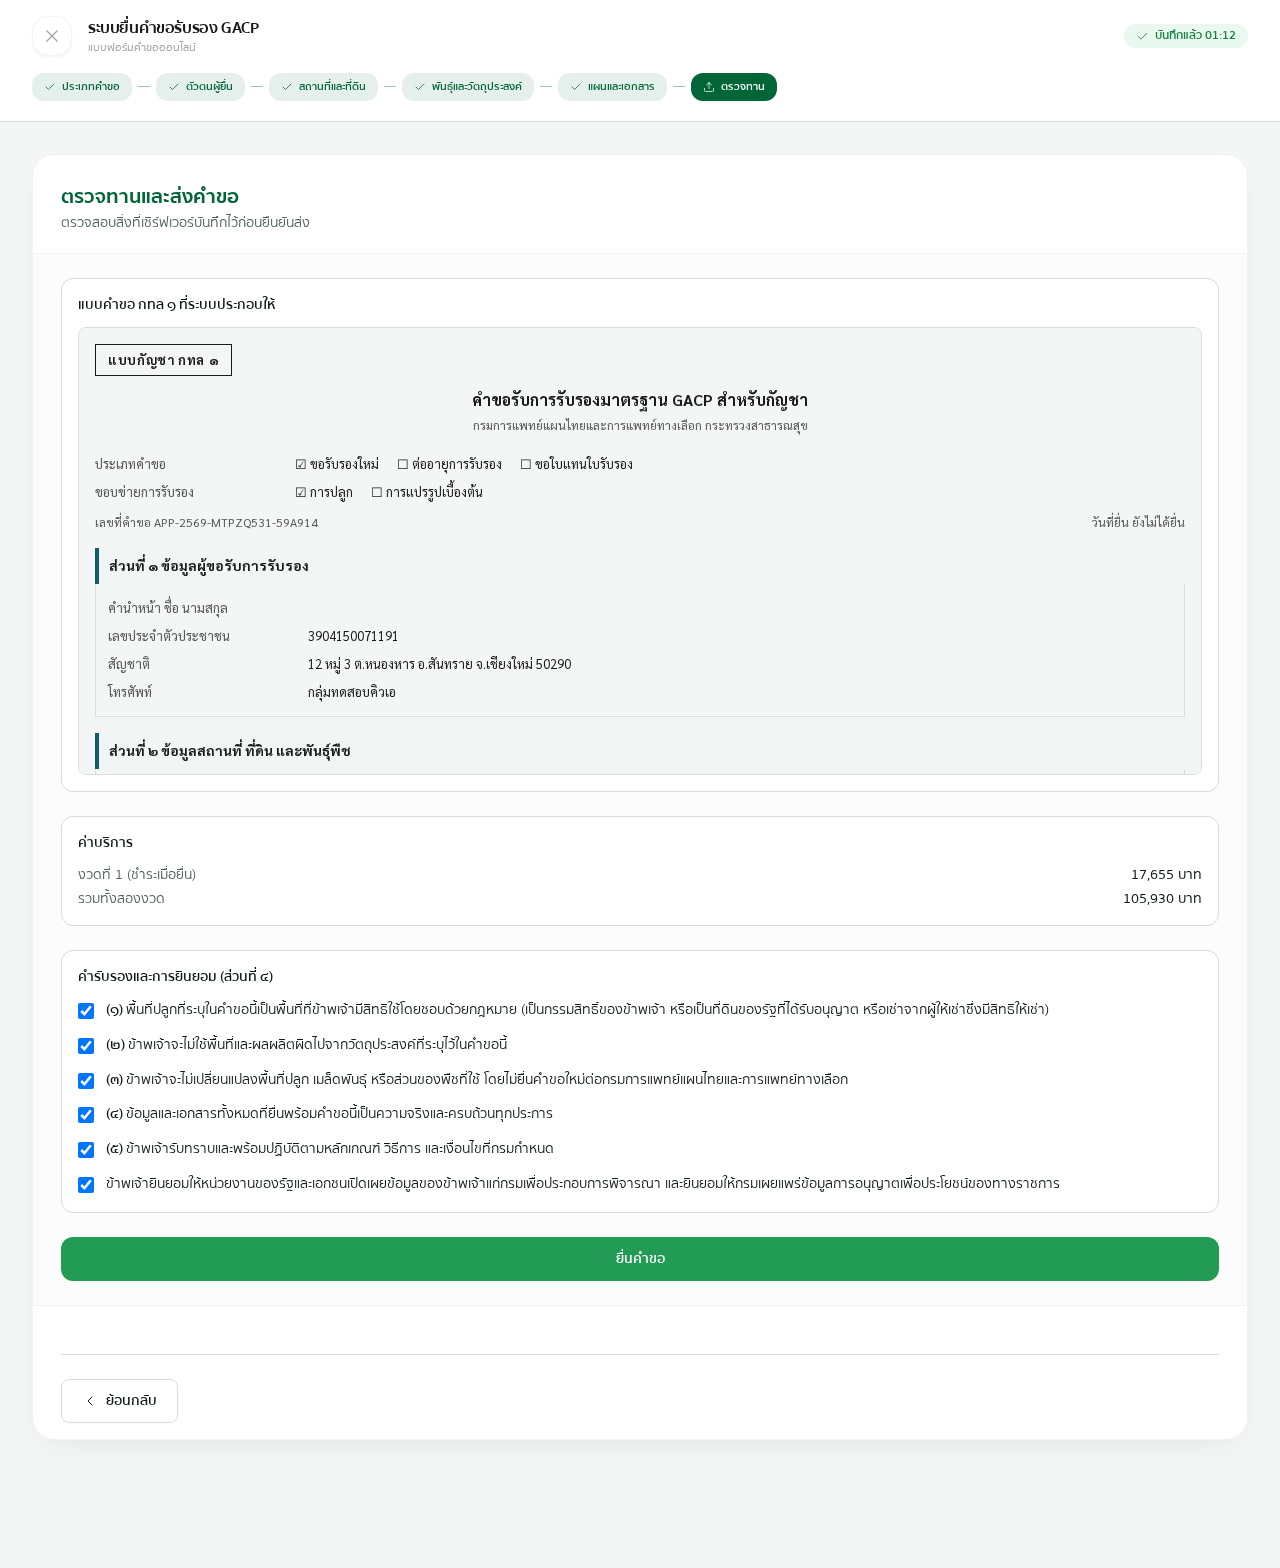 ระบบยื่นคำขอรับรอง GACP
แบบฟอร์มคำขอออนไลน์
บันทึกแล้ว 01:12
ประเภทคำขอ
ตัวตนผู้ยื่น
สถานที่และที่ดิน
พันธุ์และวัตถุประสงค์
แผนและเอกสาร
ตรวจทาน
ตรวจทานและส่งคำขอ
ตรวจสอบสิ่งที่เซิร์ฟเวอร์บันทึกไว้ก่อนยืนยันส่ง
แบบคำขอ กทล ๑ ที่ระบบประกอบให้
แบบกัญชา กทล ๑
คำขอรับการรับรองมาตรฐาน GACP สำหรับกัญชา
กรมการแพทย์แผนไทยและการแพทย์ทางเลือก กระทรวงสาธารณสุข
ประเภทคำขอ ☑ ขอรับรองใหม่ ☐ ต่ออายุการรับรอง ☐ ขอใบแทนใบรับรอง
ขอบข่ายการรับรอง ☑ การปลูก ☐ การแปรรูปเบื้องต้น
เลขที่คำขอ APP-2569-MTPZQ531-59A914 วันที่ยื่น ยังไม่ได้ยื่น
ส่วนที่ ๑ ข้อมูลผู้ขอรับการรับรอง
คำนำหน้า ชื่อ นามสกุล
เลขประจำตัวประชาชน 3904150071191
สัญชาติ 12 หมู่ 3 ต.หนองหาร อ.สันทราย จ.เชียงใหม่ 50290
โทรศัพท์ กลุ่มทดสอบคิวเอ
ส่วนที่ ๒ ข้อมูลสถานที่ ที่ดิน และพันธุ์พืช
ค่าบริการ
งวดที่ 1 (ชำระเมื่อยื่น) 17,655 บาท
รวมทั้งสองงวด 105,930 บาท
คำรับรองและการยินยอม (ส่วนที่ ๔)
(๑) พื้นที่ปลูกที่ระบุในคำขอนี้เป็นพื้นที่ที่ข้าพเจ้ามีสิทธิใช้โดยชอบด้วยกฎหมาย (เป็นกรรมสิทธิ์ของข้าพเจ้า หรือเป็นที่ดินของรัฐที่ได้รับอนุญาต หรือเช่าจากผู้ให้เช่าซึ่งมีสิทธิให้เช่า)
(๒) ข้าพเจ้าจะไม่ใช้พื้นที่และผลผลิตผิดไปจากวัตถุประสงค์ที่ระบุไว้ในคำขอนี้
(๓) ข้าพเจ้าจะไม่เปลี่ยนแปลงพื้นที่ปลูก เมล็ดพันธุ์ หรือส่วนของพืชที่ใช้ โดยไม่ยื่นคำขอใหม่ต่อกรมการแพทย์แผนไทยและการแพทย์ทางเลือก
(๔) ข้อมูลและเอกสารทั้งหมดที่ยื่นพร้อมคำขอนี้เป็นความจริงและครบถ้วนทุกประการ
(๕) ข้าพเจ้ารับทราบและพร้อมปฏิบัติตามหลักเกณฑ์ วิธีการ และเงื่อนไขที่กรมกำหนด
ข้าพเจ้ายินยอมให้หน่วยงานของรัฐและเอกชนเปิดเผยข้อมูลของข้าพเจ้าแก่กรมเพื่อประกอบการพิจารณา และยินยอมให้กรมเผยแพร่ข้อมูลการอนุญาตเพื่อประโยชน์ของทางราชการ
ยื่นคำขอ
ย้อนกลับ